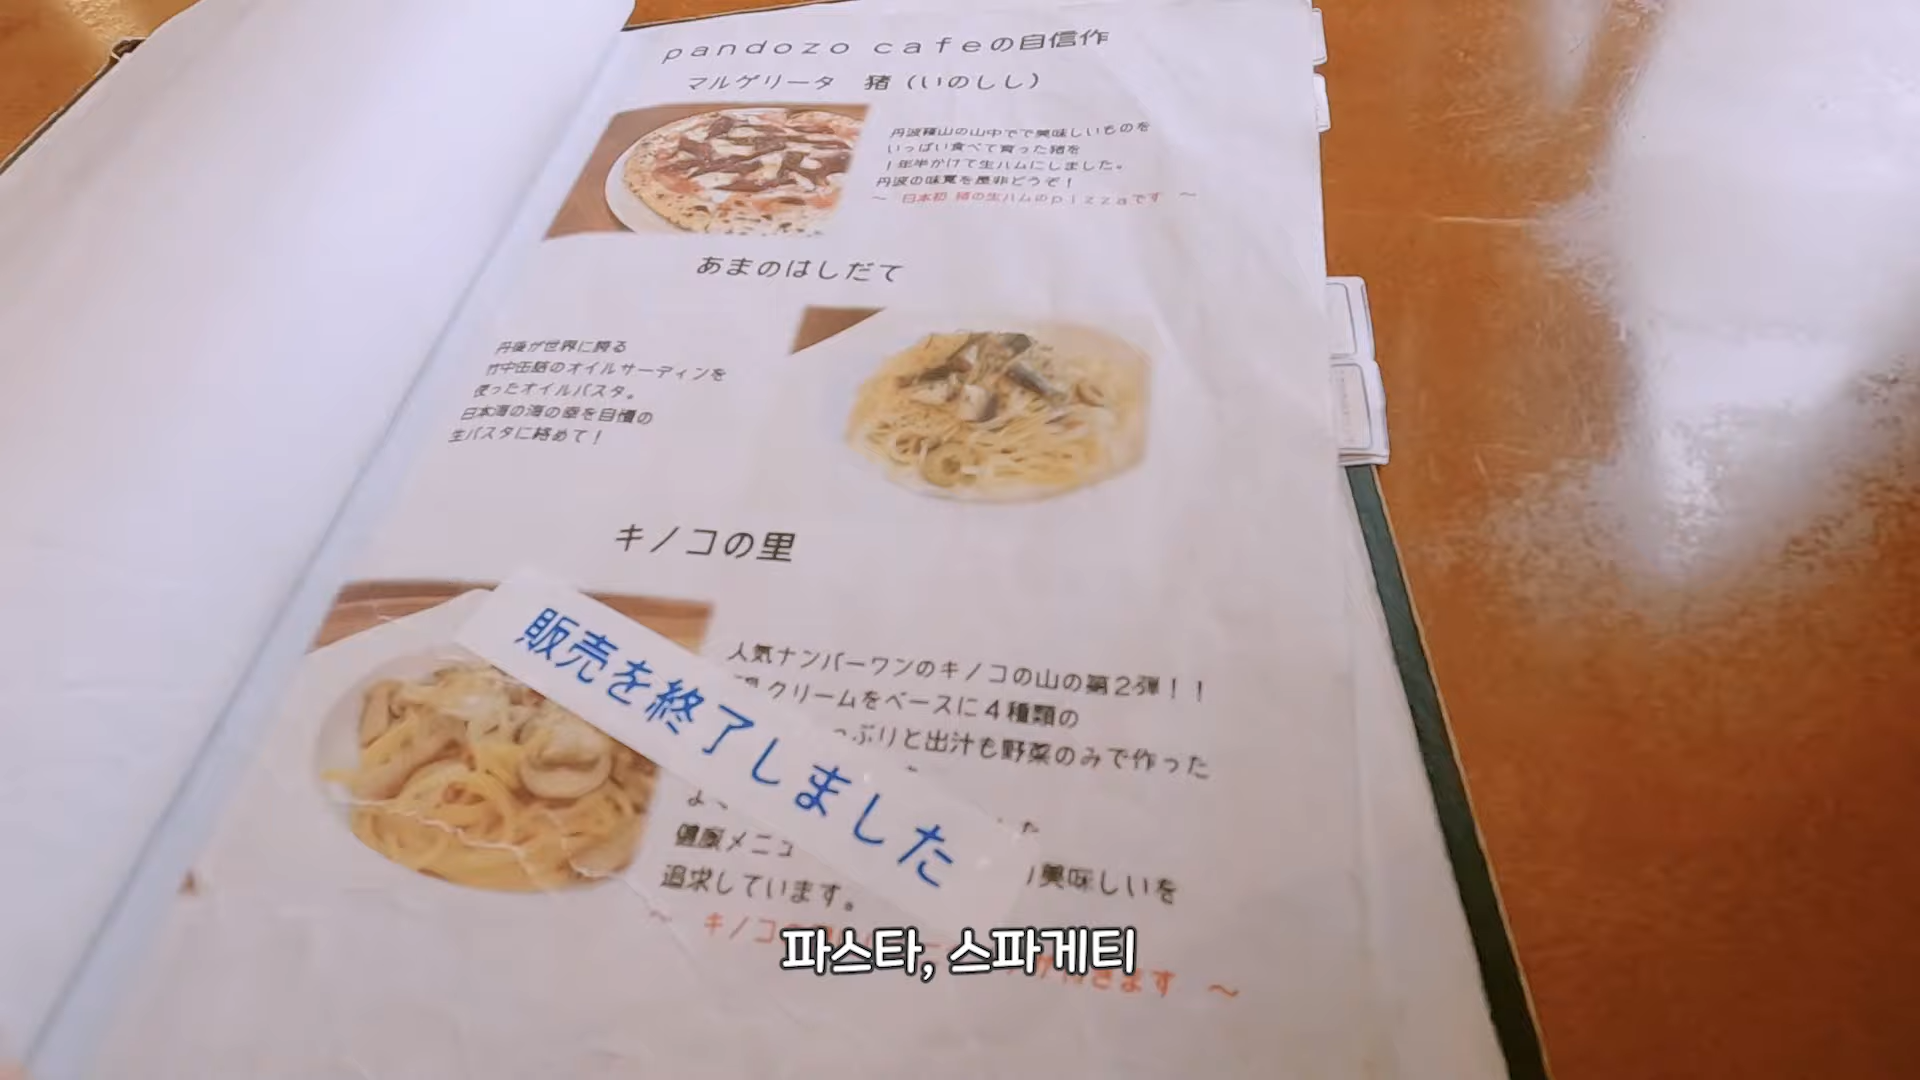 pandozo cafeの自信作
マルゲリータ 猪（いのしし）
丹波篠山の山中でで美味しいものを
いっぱい食べて育った猪を
1年半かけて生ハムにしました。
丹波の味覚を是非どうぞ！
～ 日本初 猪の生ハムのpizzaです ～
あまのはしだて
丹後が世界に誇る
竹中缶詰のオイルサーディンを
使ったオイルパスタ。
日本海の海の幸を自慢の
生パスタに絡めて！
キノコの里
販売を終了しました
人気ナンバーワンのキノコの山の第2弾！！
クリームをベースに4種類の
ぷりと出汁も野菜のみで作った
健康メニュ
美味しいを
追求しています。
～ キノコ
きます ～
파스타, 스파게티